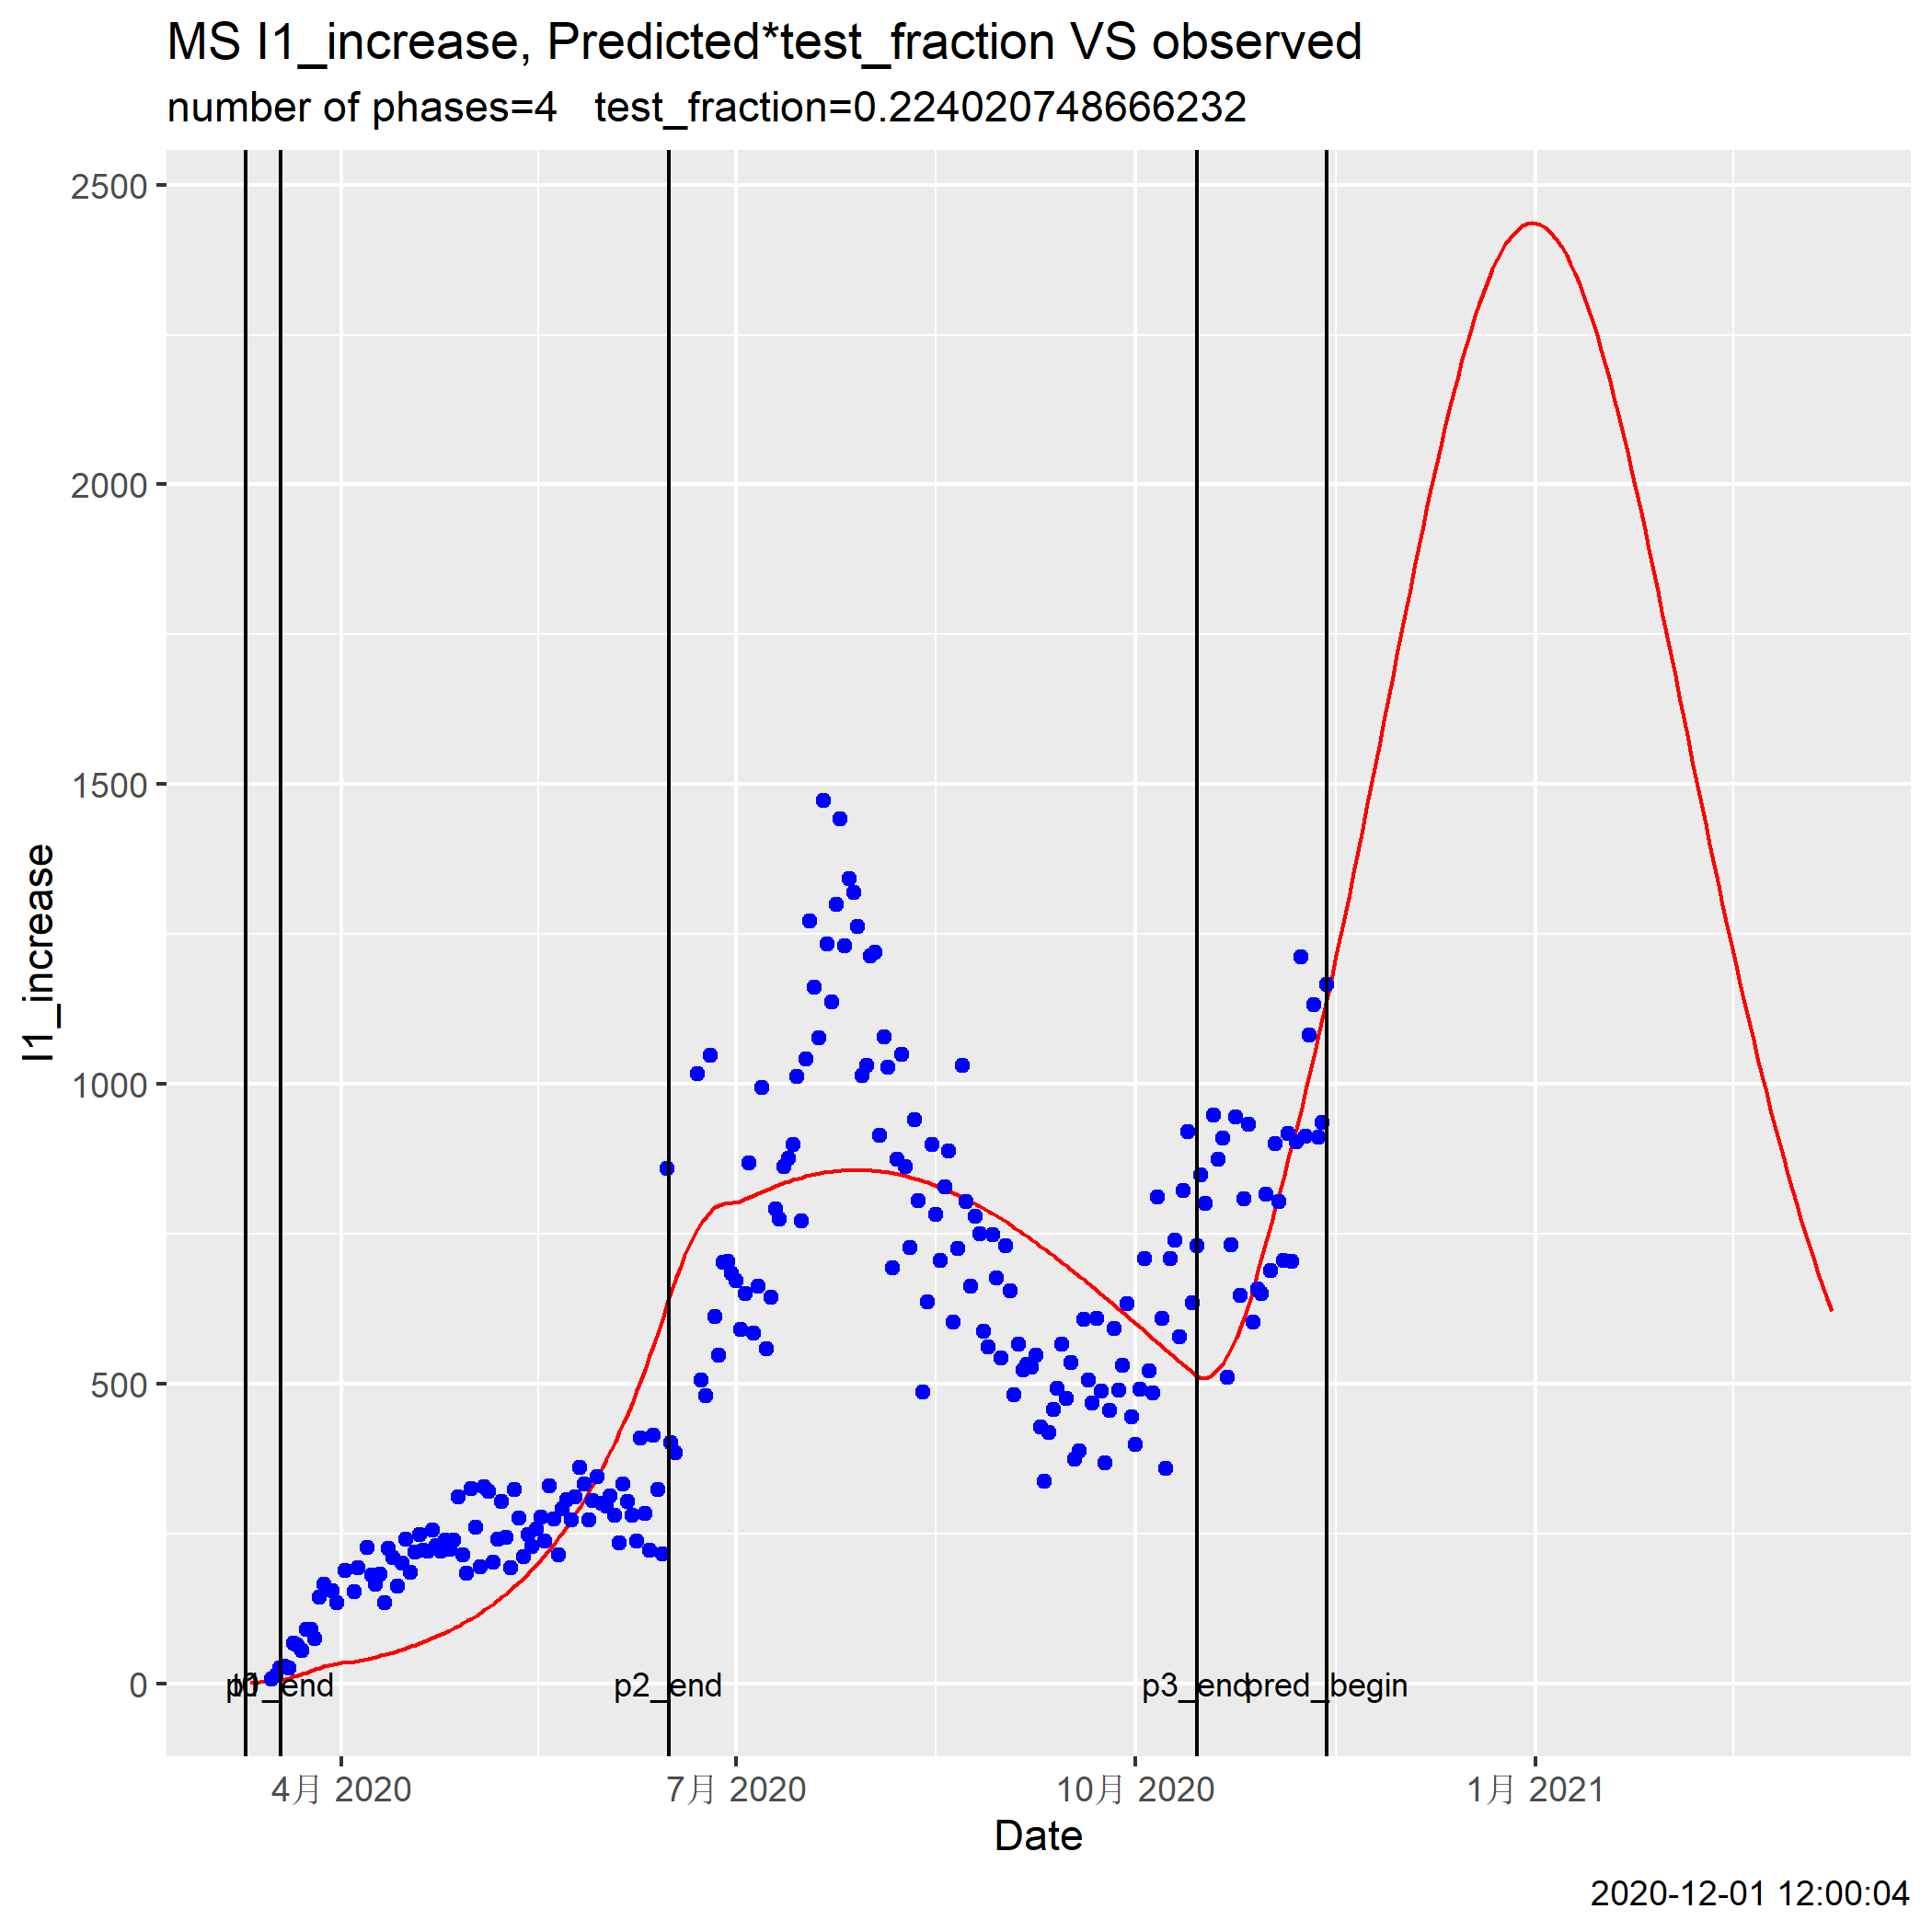 MS I1_increase, Predicted*test_fraction VS observed
number of phases=4 test_fraction=0.224020748666232
2500
2000
1500
1000
500
0
I1_increase
p1_end
p2_end
p3_end
pred_begin
4月 2020
7月 2020
10月 2020
1月 2021
Date
2020-12-01 12:00:04